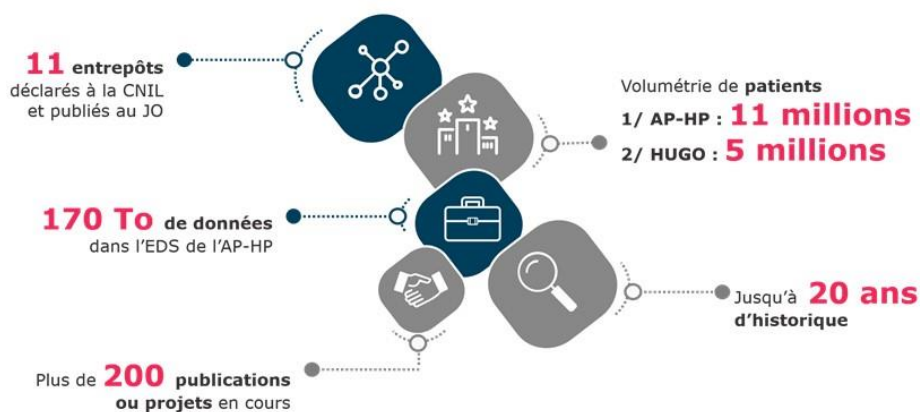 11 entrepôts
déclarés à la CNIL
et publiés au JO
Volumétrie de patients
1/ AP-HP : 11 millions
2/ HUGO : 5 millions
170 To de données
dans l'EDS de l'AP-HP
Jusqu'à 20 ans
d'historique
Plus de 200 publications
ou projets en cours